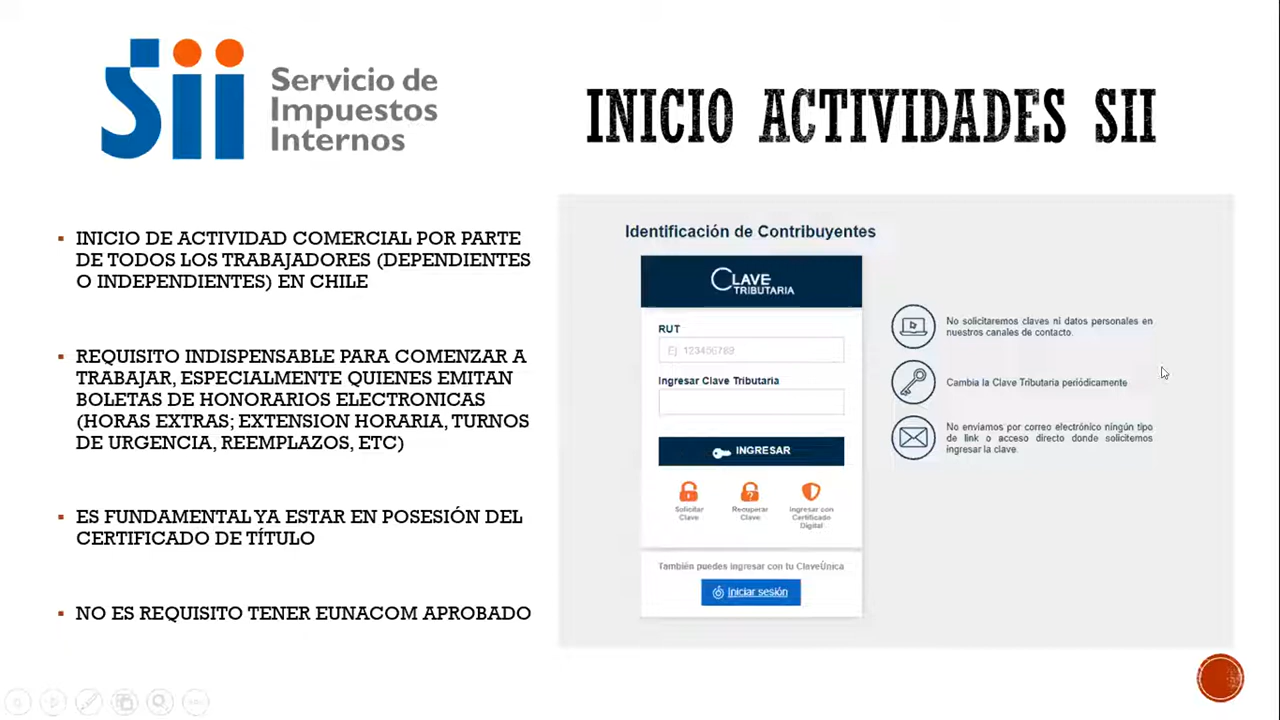 Sii Servicio de
Impuestos
Internos
INICIO ACTIVIDADES SII
INICIO DE ACTIVIDAD COMERCIAL POR PARTE
DE TODOS LOS TRABAJADORES (DEPENDIENTES
O INDEPENDIENTES) EN CHILE
REQUISITO INDISPENSABLE PARA COMENZAR A
TRABAJAR, ESPECIALMENTE QUIENES EMITAN
BOLETAS DE HONORARIOS ELECTRONICAS
(HORAS EXTRAS; EXTENSION HORARIA, TURNOS
DE URGENCIA, REEMPLAZOS, ETC)
ES FUNDAMENTAL YA ESTAR EN POSESIÓN DEL
CERTIFICADO DE TÍTULO
NO ES REQUISITO TENER EUNACOM APROBADO
Identificación de Contribuyentes
CLAVE
TRIBUTARIA
RUT
Ej 123456789
Ingresar Clave Tributaria
INGRESAR
Solicitar
Clave
Recuperar
Clave
Ingresar con
Certificado
Digital
También puedes ingresar con tu ClaveÚnica
Iniciar sesión
No solicitaremos claves ni datos personales en
nuestros canales de contacto.
Cambia la Clave Tributaria periódicamente
No enviamos por correo electrónico ningún tipo
de link o acceso directo donde solicitemos
ingresar la clave.